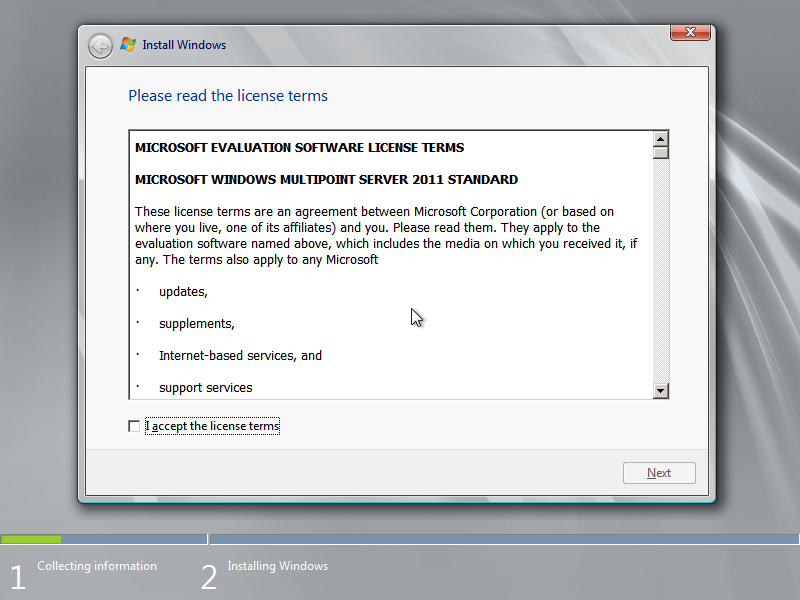 Install Windows
Please read the license terms
MICROSOFT EVALUATION SOFTWARE LICENSE TERMS
MICROSOFT WINDOWS MULTIPOINT SERVER 2011 STANDARD
These license terms are an agreement between Microsoft Corporation (or based on
where you live, one of its affiliates) and you. Please read them. They apply to the
evaluation software named above, which includes the media on which you received it, if
any. The terms also apply to any Microsoft
· updates,
· supplements,
· Internet-based services, and
· support services
I accept the license terms
Next
1 Collecting information
2 Installing Windows